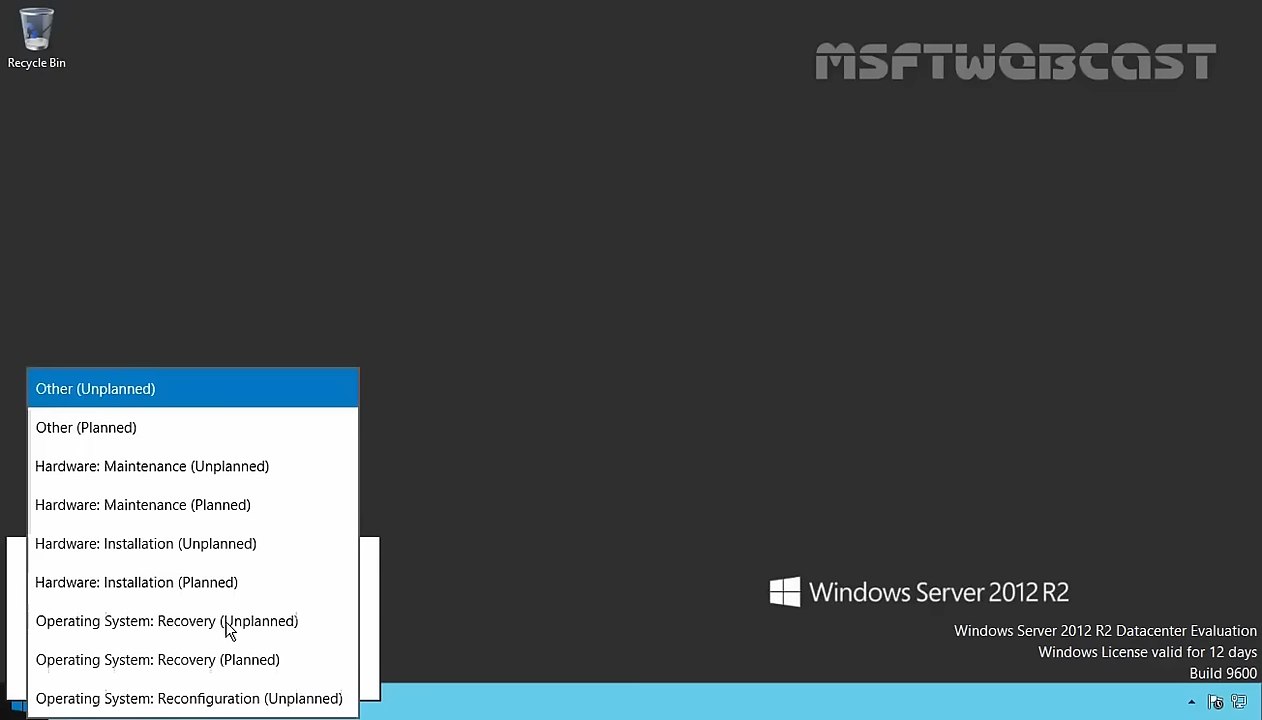 Recycle Bin
MSFTWEBCAST
Other (Unplanned)
Other (Planned)
Hardware: Maintenance (Unplanned)
Hardware: Maintenance (Planned)
Hardware: Installation (Unplanned)
Hardware: Installation (Planned)
Operating System: Recovery (Unplanned)
Operating System: Recovery (Planned)
Operating System: Reconfiguration (Unplanned)
Windows Server 2012 R2
Windows Server 2012 R2 Datacenter Evaluation
Windows License valid for 12 days
Build 9600